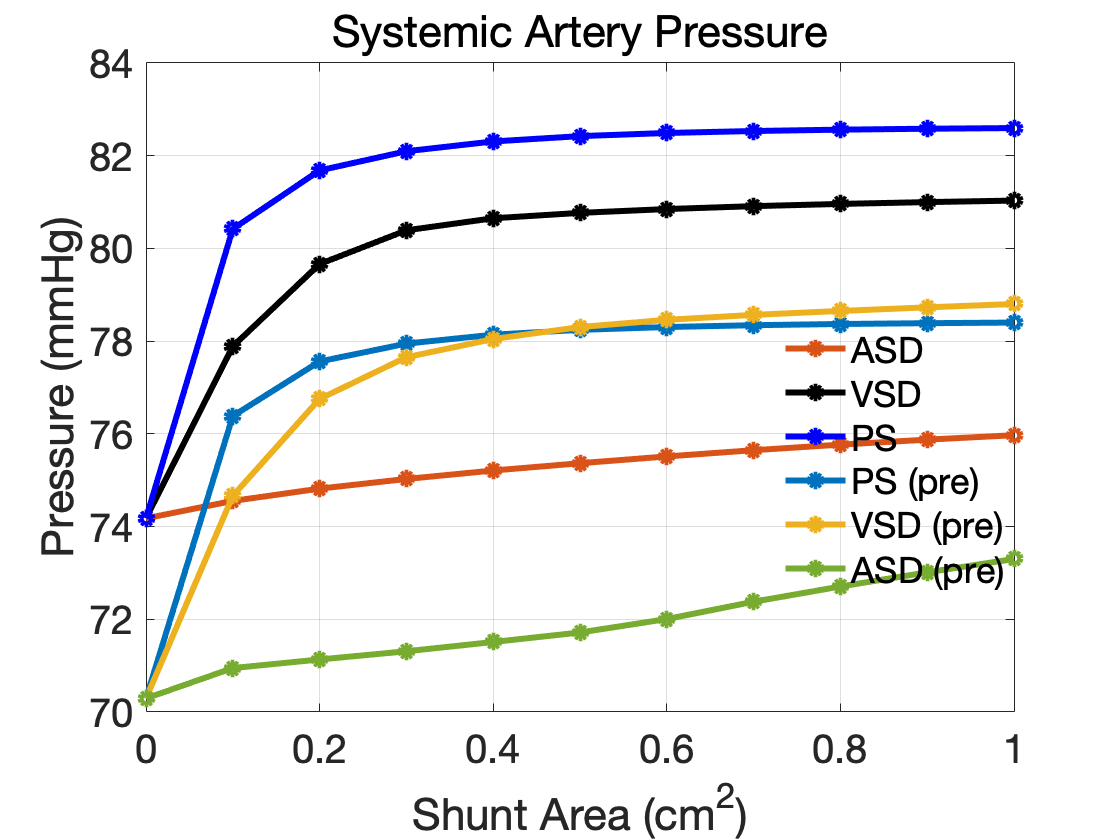 Systemic Artery Pressure
Pressure (mmHg)
84
82
80
78
76
74
72
70
ASD
VSD
PS
PS (pre)
VSD (pre)
ASD (pre)
0
0.2
0.4
0.6
0.8
1
Shunt Area (cm²)